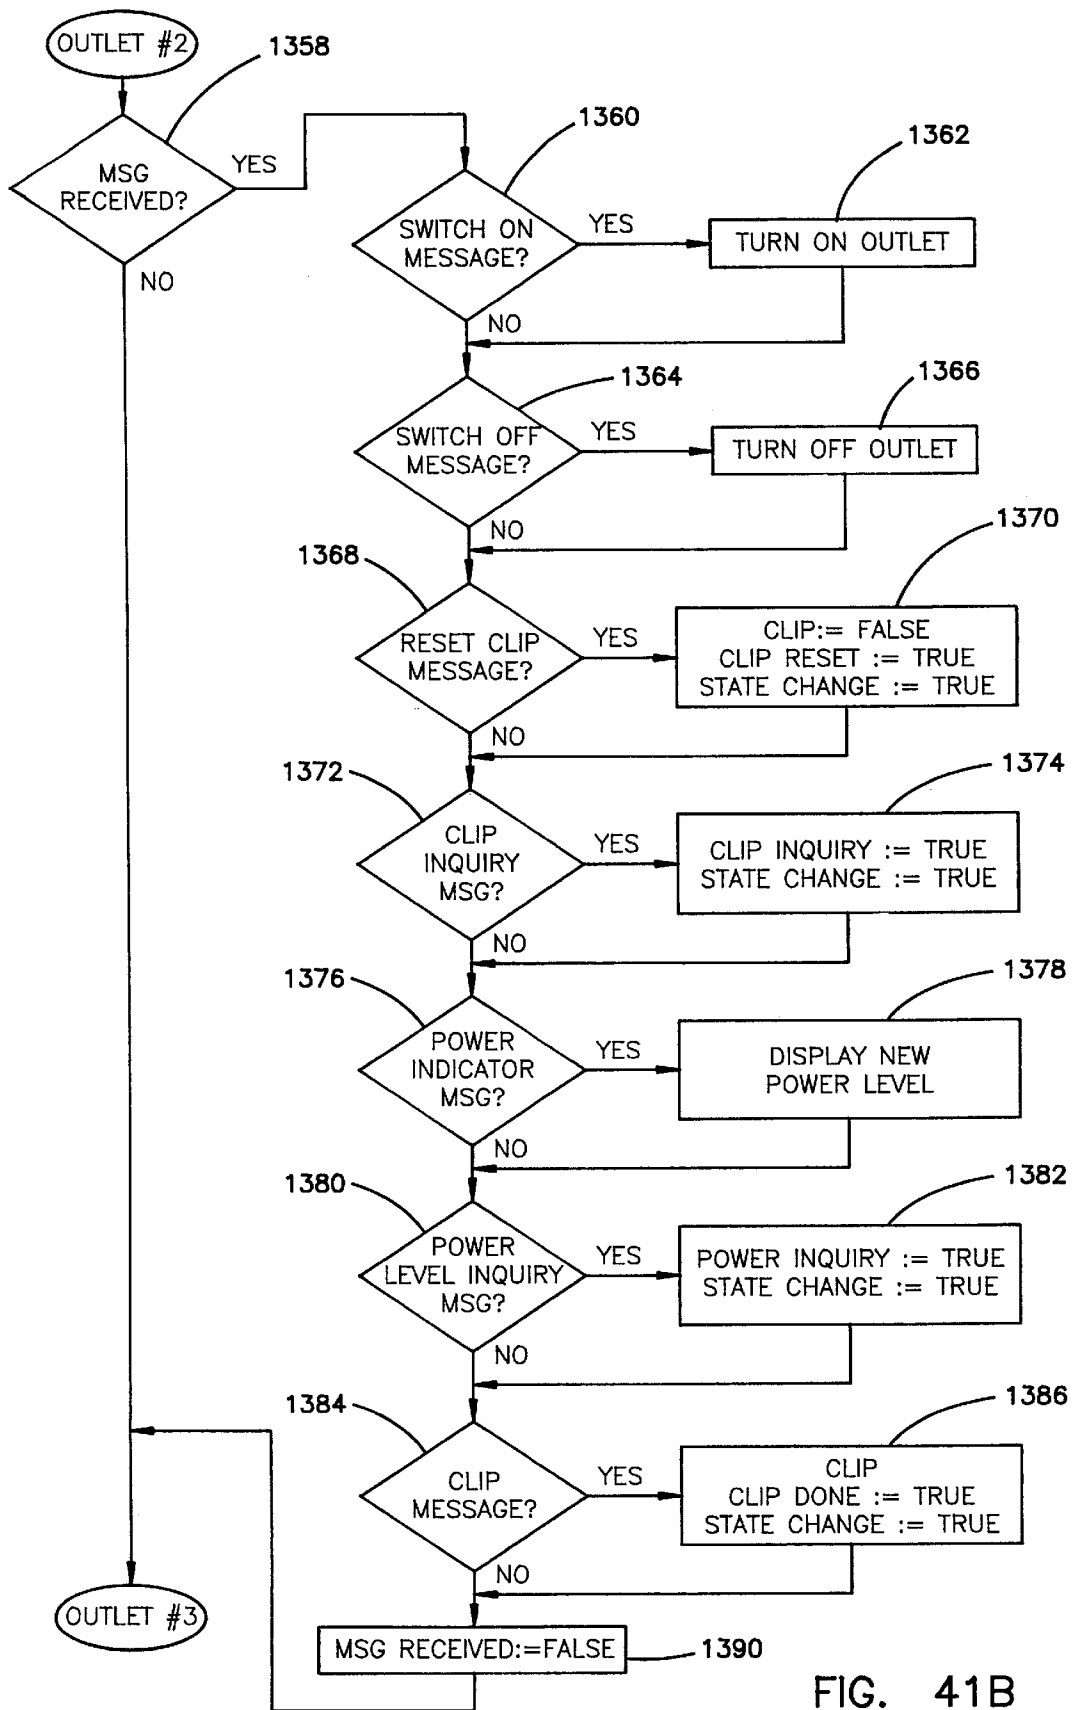 OUTLET #2
1358
MSG
RECEIVED?
YES
NO
1360
SWITCH ON
MESSAGE?
YES
NO
1362
TURN ON OUTLET
1364
SWITCH OFF
MESSAGE?
YES
NO
1366
TURN OFF OUTLET
1368
RESET CLIP
MESSAGE?
YES
NO
1370
CLIP:= FALSE
CLIP RESET := TRUE
STATE CHANGE := TRUE
1372
CLIP
INQUIRY
MSG?
YES
NO
1374
CLIP INQUIRY := TRUE
STATE CHANGE := TRUE
1376
POWER
INDICATOR
MSG?
YES
NO
1378
DISPLAY NEW
POWER LEVEL
1380
POWER
LEVEL INQUIRY
MSG?
YES
NO
1382
POWER INQUIRY := TRUE
STATE CHANGE := TRUE
1384
CLIP
MESSAGE?
YES
NO
1386
CLIP
CLIP DONE := TRUE
STATE CHANGE := TRUE
OUTLET #3
MSG RECEIVED:=FALSE
1390
FIG. 41B